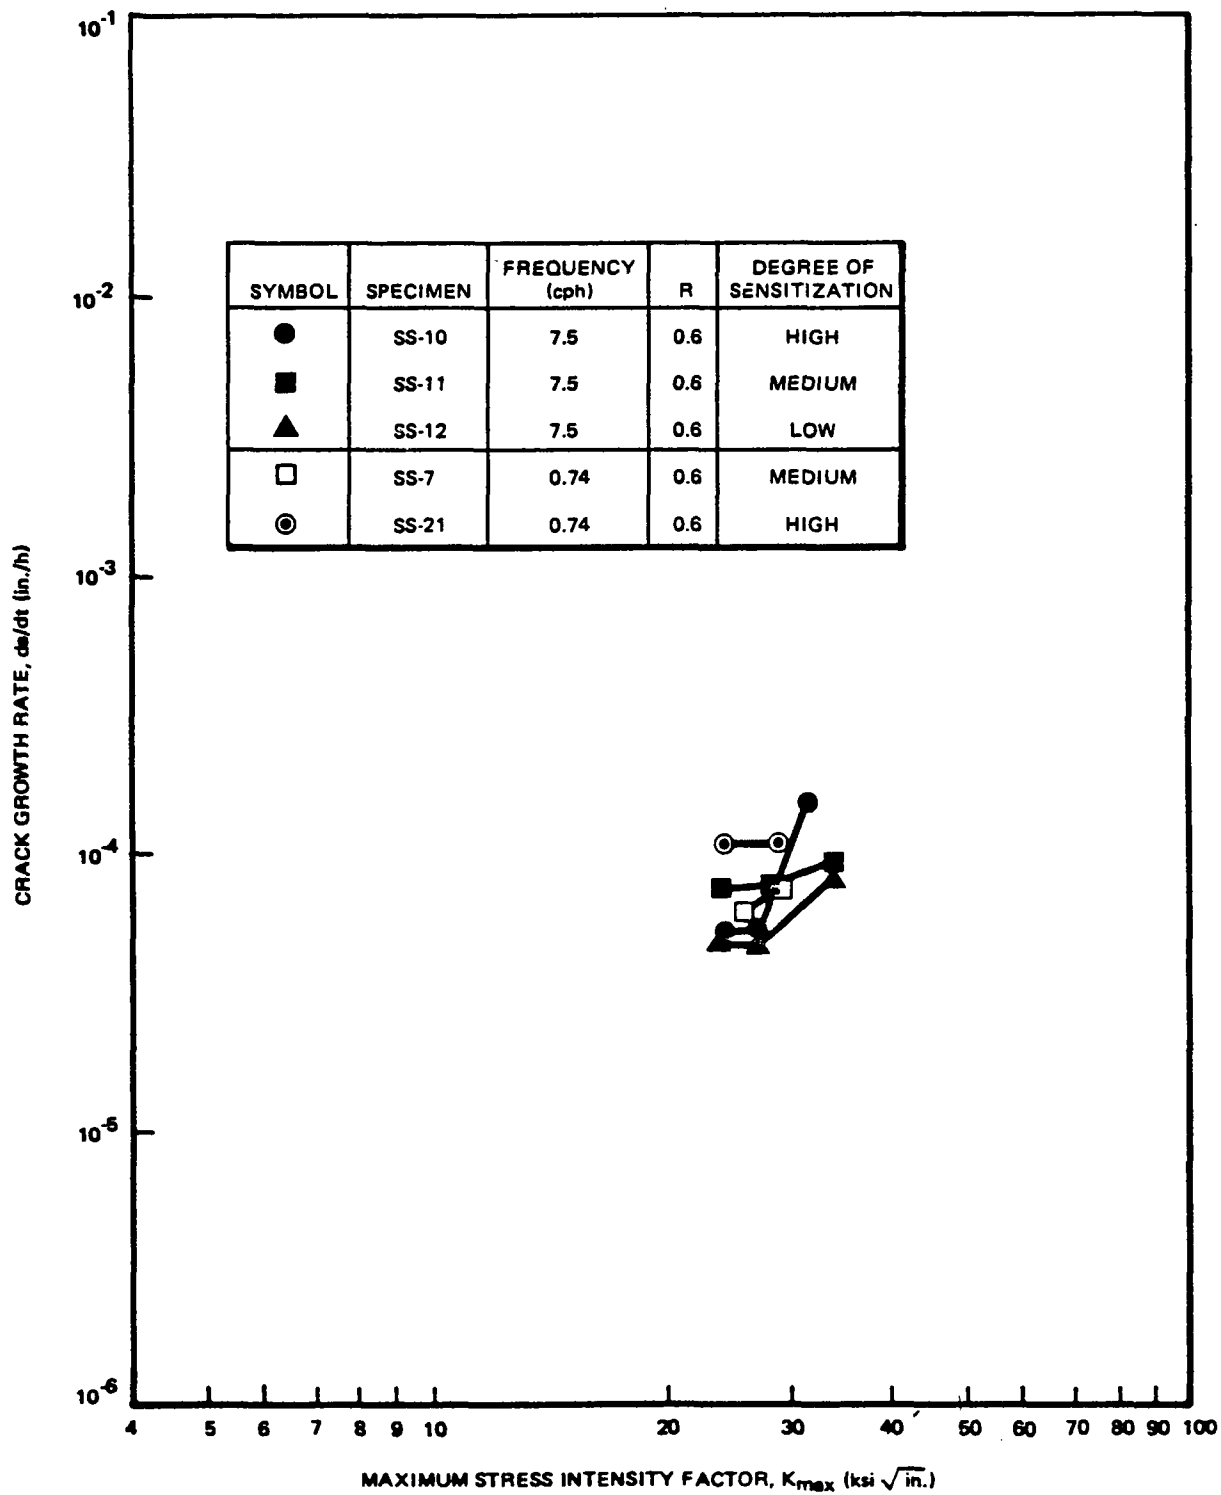 10-1
SYMBOL SPECIMEN FREQUENCY (cph) R DEGREE OF SENSITIZATION
SS-10 7.5 0.6 HIGH
SS-11 7.5 0.6 MEDIUM
SS-12 7.5 0.6 LOW
SS-7 0.74 0.6 MEDIUM
SS-21 0.74 0.6 HIGH
10-2
10-3
10-4
10-5
10-6
CRACK GROWTH RATE, da/dt (in./h)
4 5 6 7 8 9 10 20 30 40 50 60 70 80 90 100
MAXIMUM STRESS INTENSITY FACTOR, Kmax (ksi √in.)